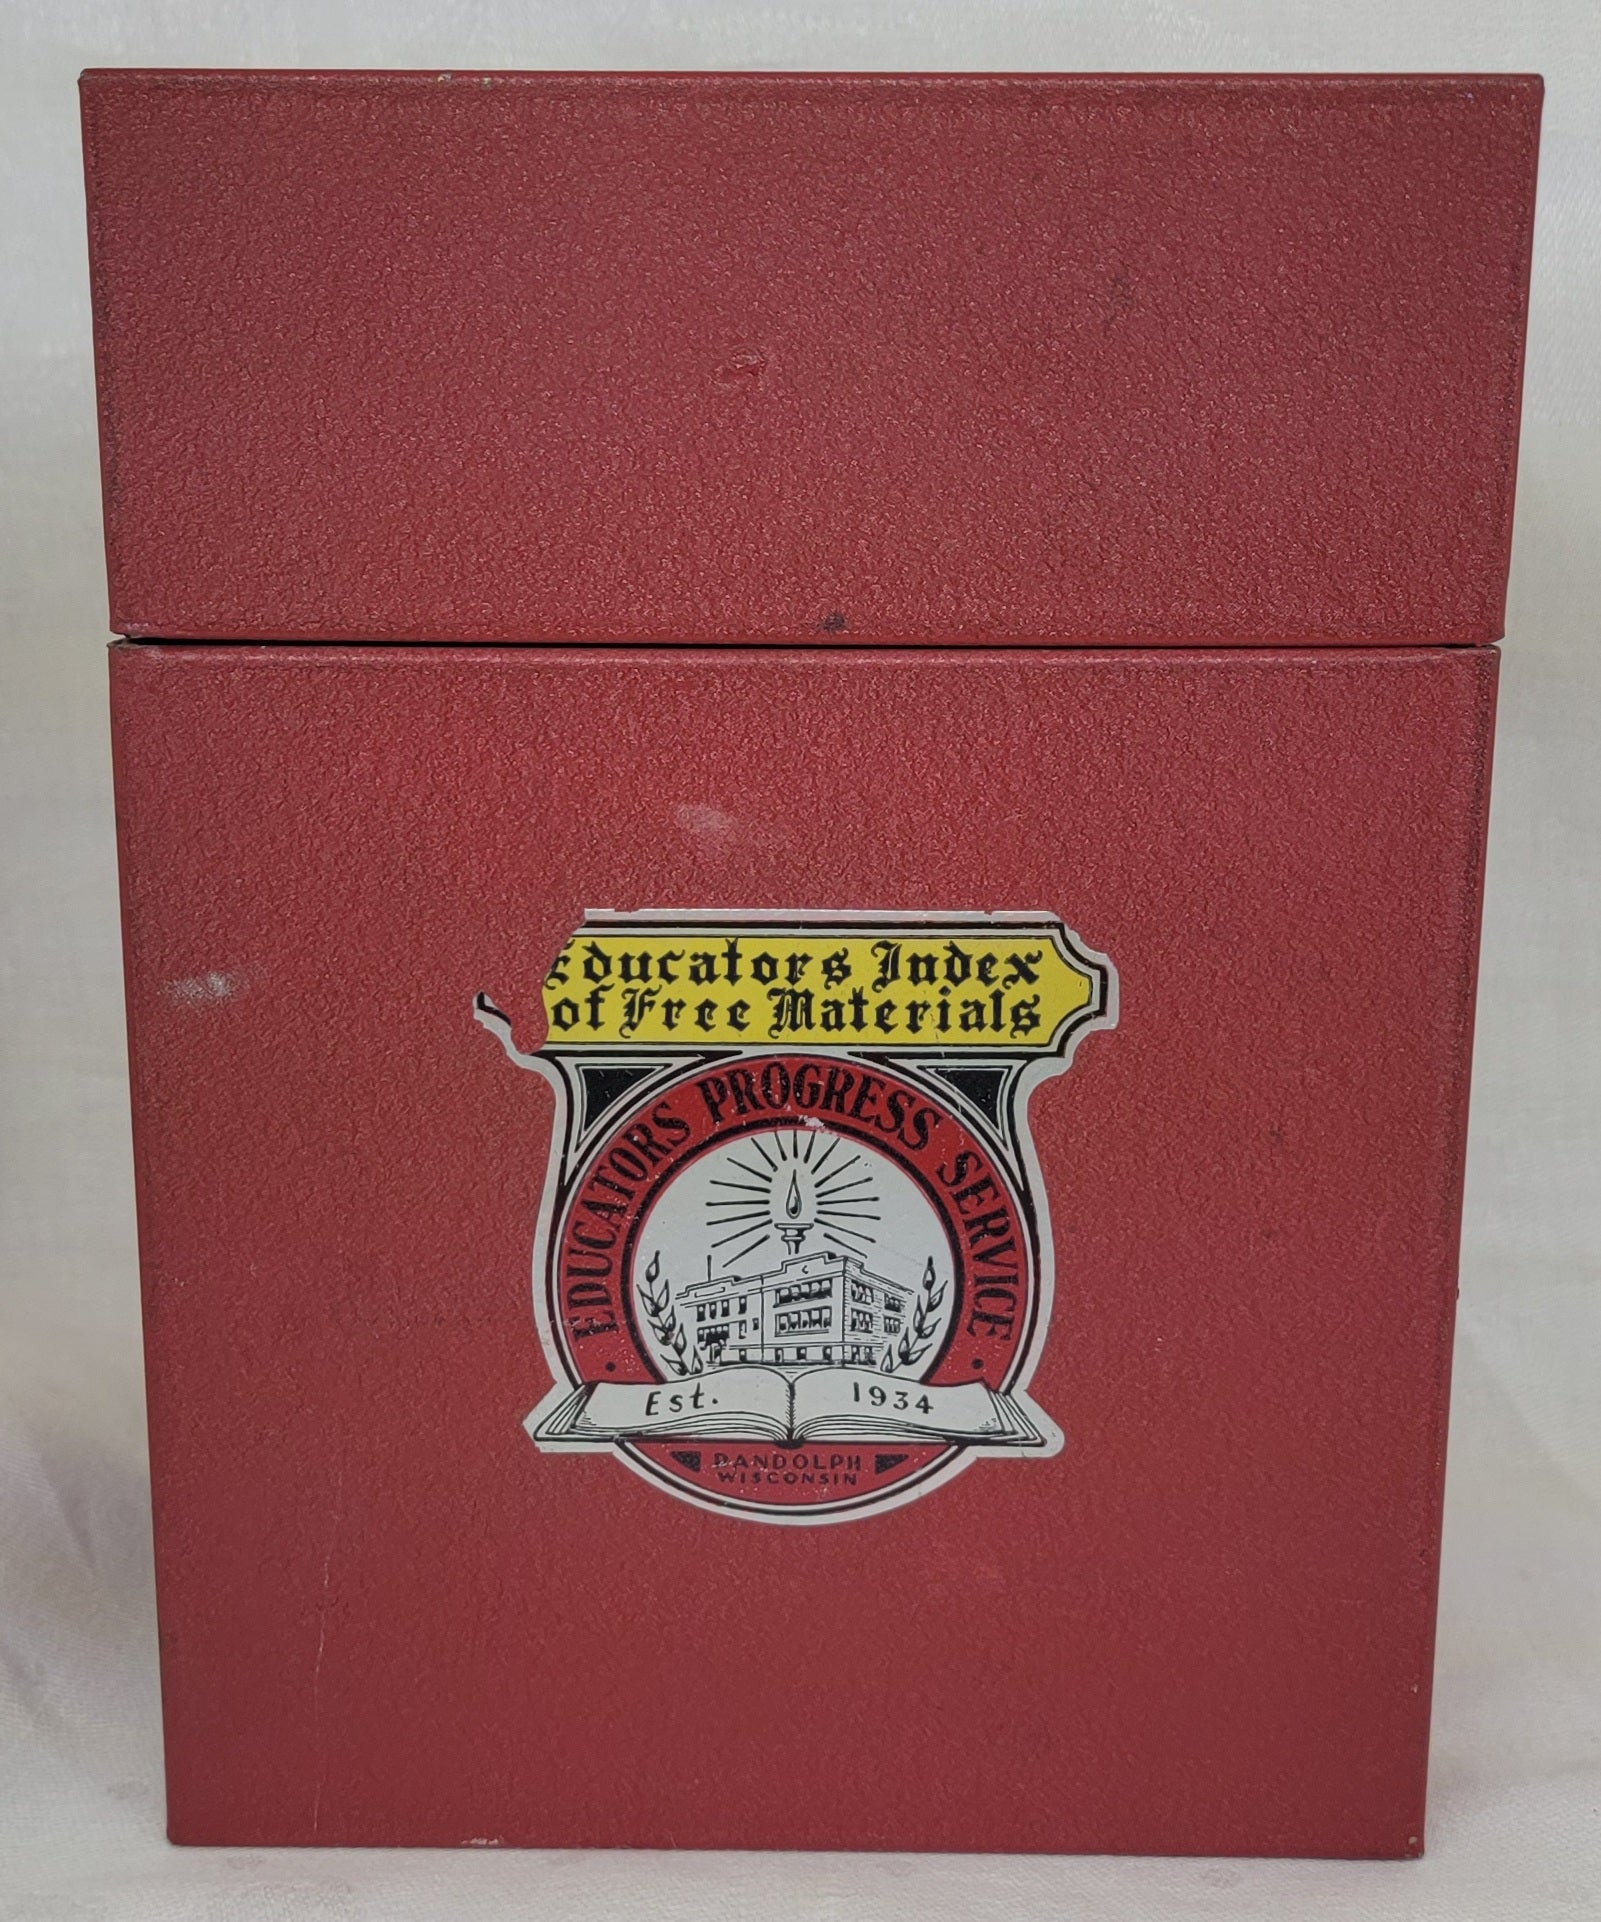 Educators Index
of Free Materials
• EDUCATORS PROGRESS SERVICE •
Est. 1934
RANDOLPH
WISCONSIN